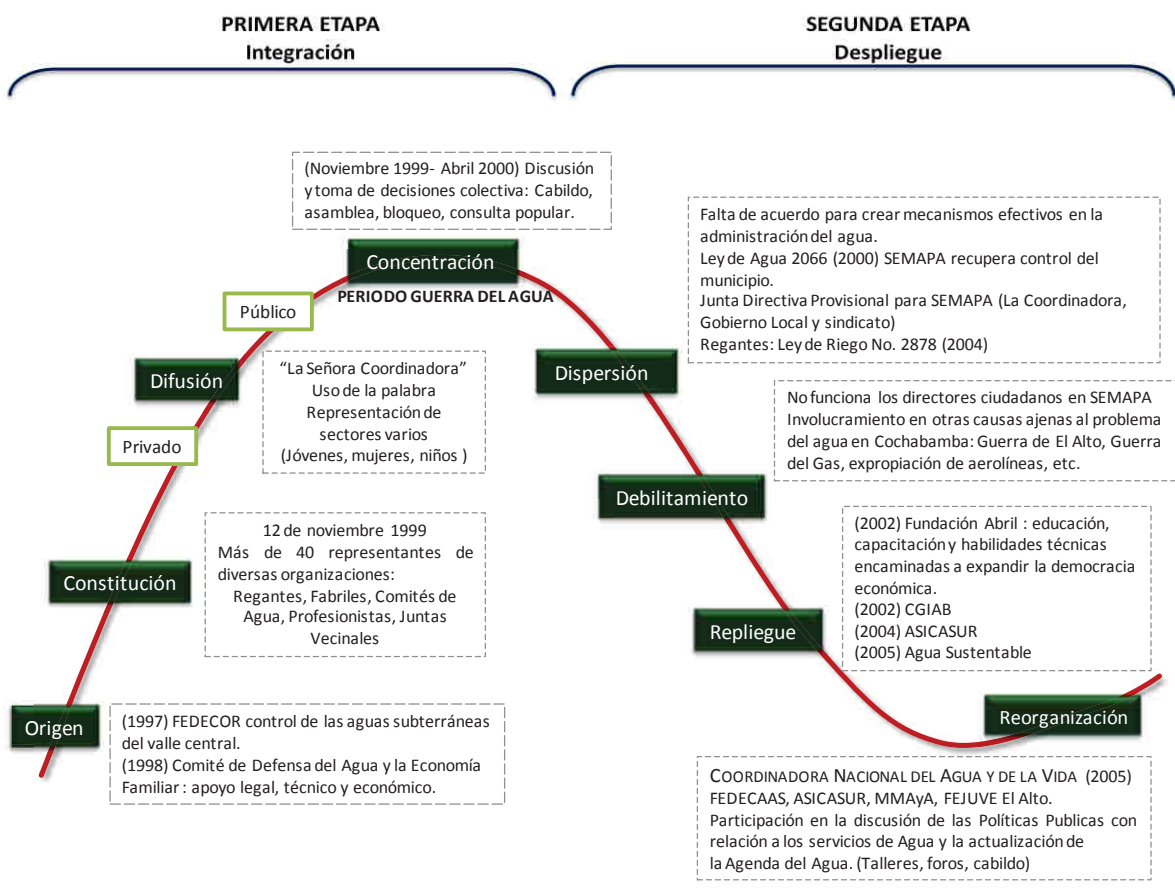 PRIMERA ETAPA
Integración
SEGUNDA ETAPA
Despliegue
(Noviembre 1999- Abril 2000) Discusión
y toma de decisiones colectiva: Cabildo,
asamblea, bloqueo, consulta popular.
Concentración
PERIODO GUERRA DEL AGUA
Público
Difusión
Privado
"La Señora Coordinadora"
Uso de la palabra
Representación de
sectores varios
(Jóvenes, mujeres, niños )
Constitución
12 de noviembre 1999
Más de 40 representantes de
diversas organizaciones:
Regantes, Fabriles, Comités de
Agua, Profesionistas, Juntas
Vecinales
Origen
(1997) FEDECOR control de las aguas subterráneas
del valle central.
(1998) Comité de Defensa del Agua y la Economía
Familiar : apoyo legal, técnico y económico.
Falta de acuerdo para crear mecanismos efectivos en la
administración del agua.
Ley de Agua 2066 (2000) SEMAPA recupera control del
municipio.
Junta Directiva Provisional para SEMAPA (La Coordinadora,
Gobierno Local y sindicato)
Regantes: Ley de Riego No. 2878 (2004)
Dispersión
No funciona los directores ciudadanos en SEMAPA
Involucramiento en otras causas ajenas al problema
del agua en Cochabamba: Guerra de El Alto, Guerra
del Gas, expropiación de aerolíneas, etc.
Debilitamiento
(2002) Fundación Abril : educación,
capacitación y habilidades técnicas
encaminadas a expandir la democracia
económica.
(2002) CGIAB
(2004) ASICASUR
(2005) Agua Sustentable
Repliegue
Reorganización
COORDINADORA NACIONAL DEL AGUA Y DE LA VIDA (2005)
FEDECAAS, ASICASUR, MMAyA, FEJUVE El Alto.
Participación en la discusión de las Políticas Publicas con
relación a los servicios de Agua y la actualización de
la Agenda del Agua. (Talleres, foros, cabildo)